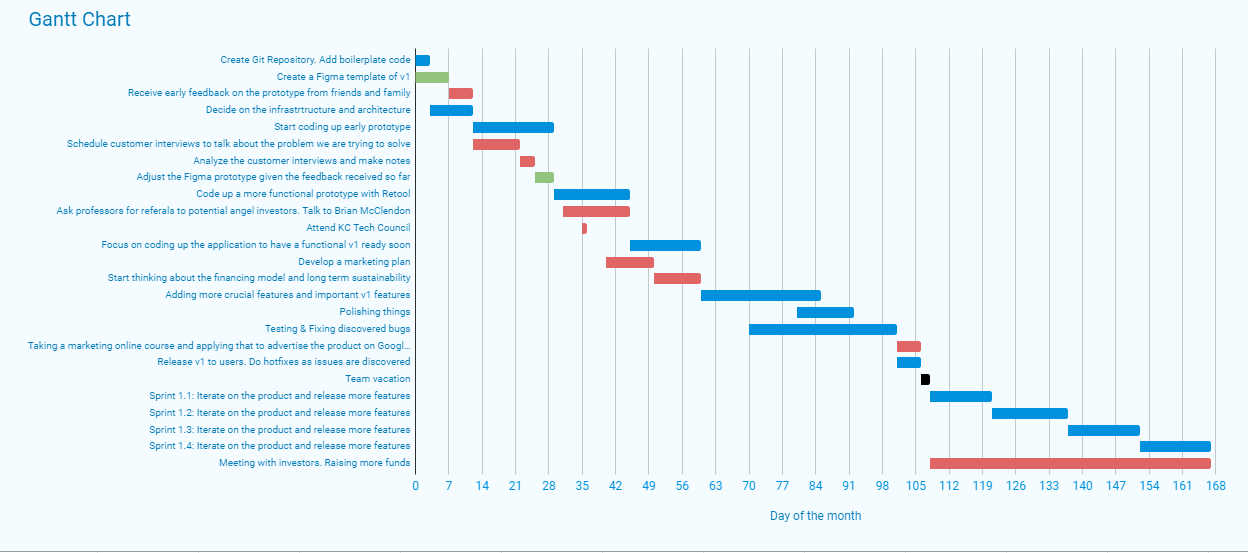 Gantt Chart
Create Git Repository. Add boilerplate code
Create a Figma template of v1
Receive early feedback on the prototype from friends and family
Decide on the infrastrtructure and architecture
Start coding up early prototype
Schedule customer interviews to talk about the problem we are trying to solve
Analyze the customer interviews and make notes
Adjust the Figma prototype given the feedback received so far
Code up a more functional prototype with Retool
Ask professors for referals to potential angel investors. Talk to Brian McClendon
Attend KC Tech Council
Focus on coding up the application to have a functional v1 ready soon
Develop a marketing plan
Start thinking about the financing model and long term sustainability
Adding more crucial features and important v1 features
Polishing things
Testing & Fixing discovered bugs
Taking a marketing online course and applying that to advertise the product on Googl...
Release v1 to users. Do hotfixes as issues are discovered
Team vacation
Sprint 1.1: Iterate on the product and release more features
Sprint 1.2: Iterate on the product and release more features
Sprint 1.3: Iterate on the product and release more features
Sprint 1.4: Iterate on the product and release more features
Meeting with investors. Raising more funds
0 7 14 21 28 35 42 49 56 63 70 77 84 91 98 105 112 119 126 133 140 147 154 161 168
Day of the month